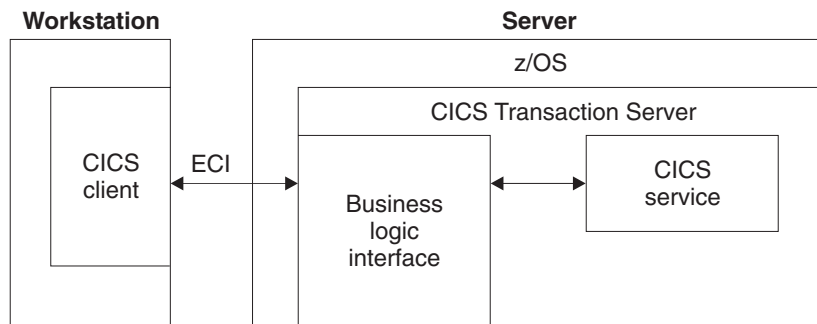 Workstation
Server
z/OS
CICS Transaction Server
CICS
client
ECI
Business
logic
interface
CICS
service